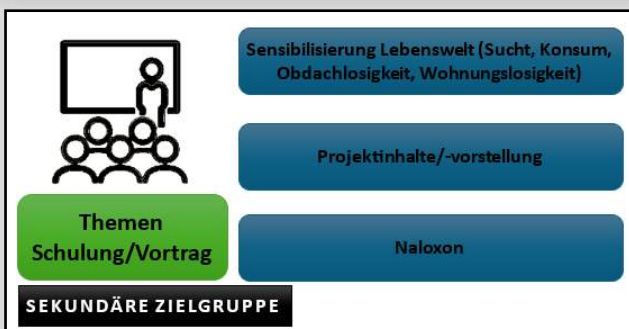 Sensibilisierung Lebenswelt (Sucht, Konsum,
Obdachlosigkeit, Wohnungslosigkeit)
Projektinhalte/-vorstellung
Themen
Schulung/Vortrag
Naloxon
SEKUNDÄRE ZIELGRUPPE